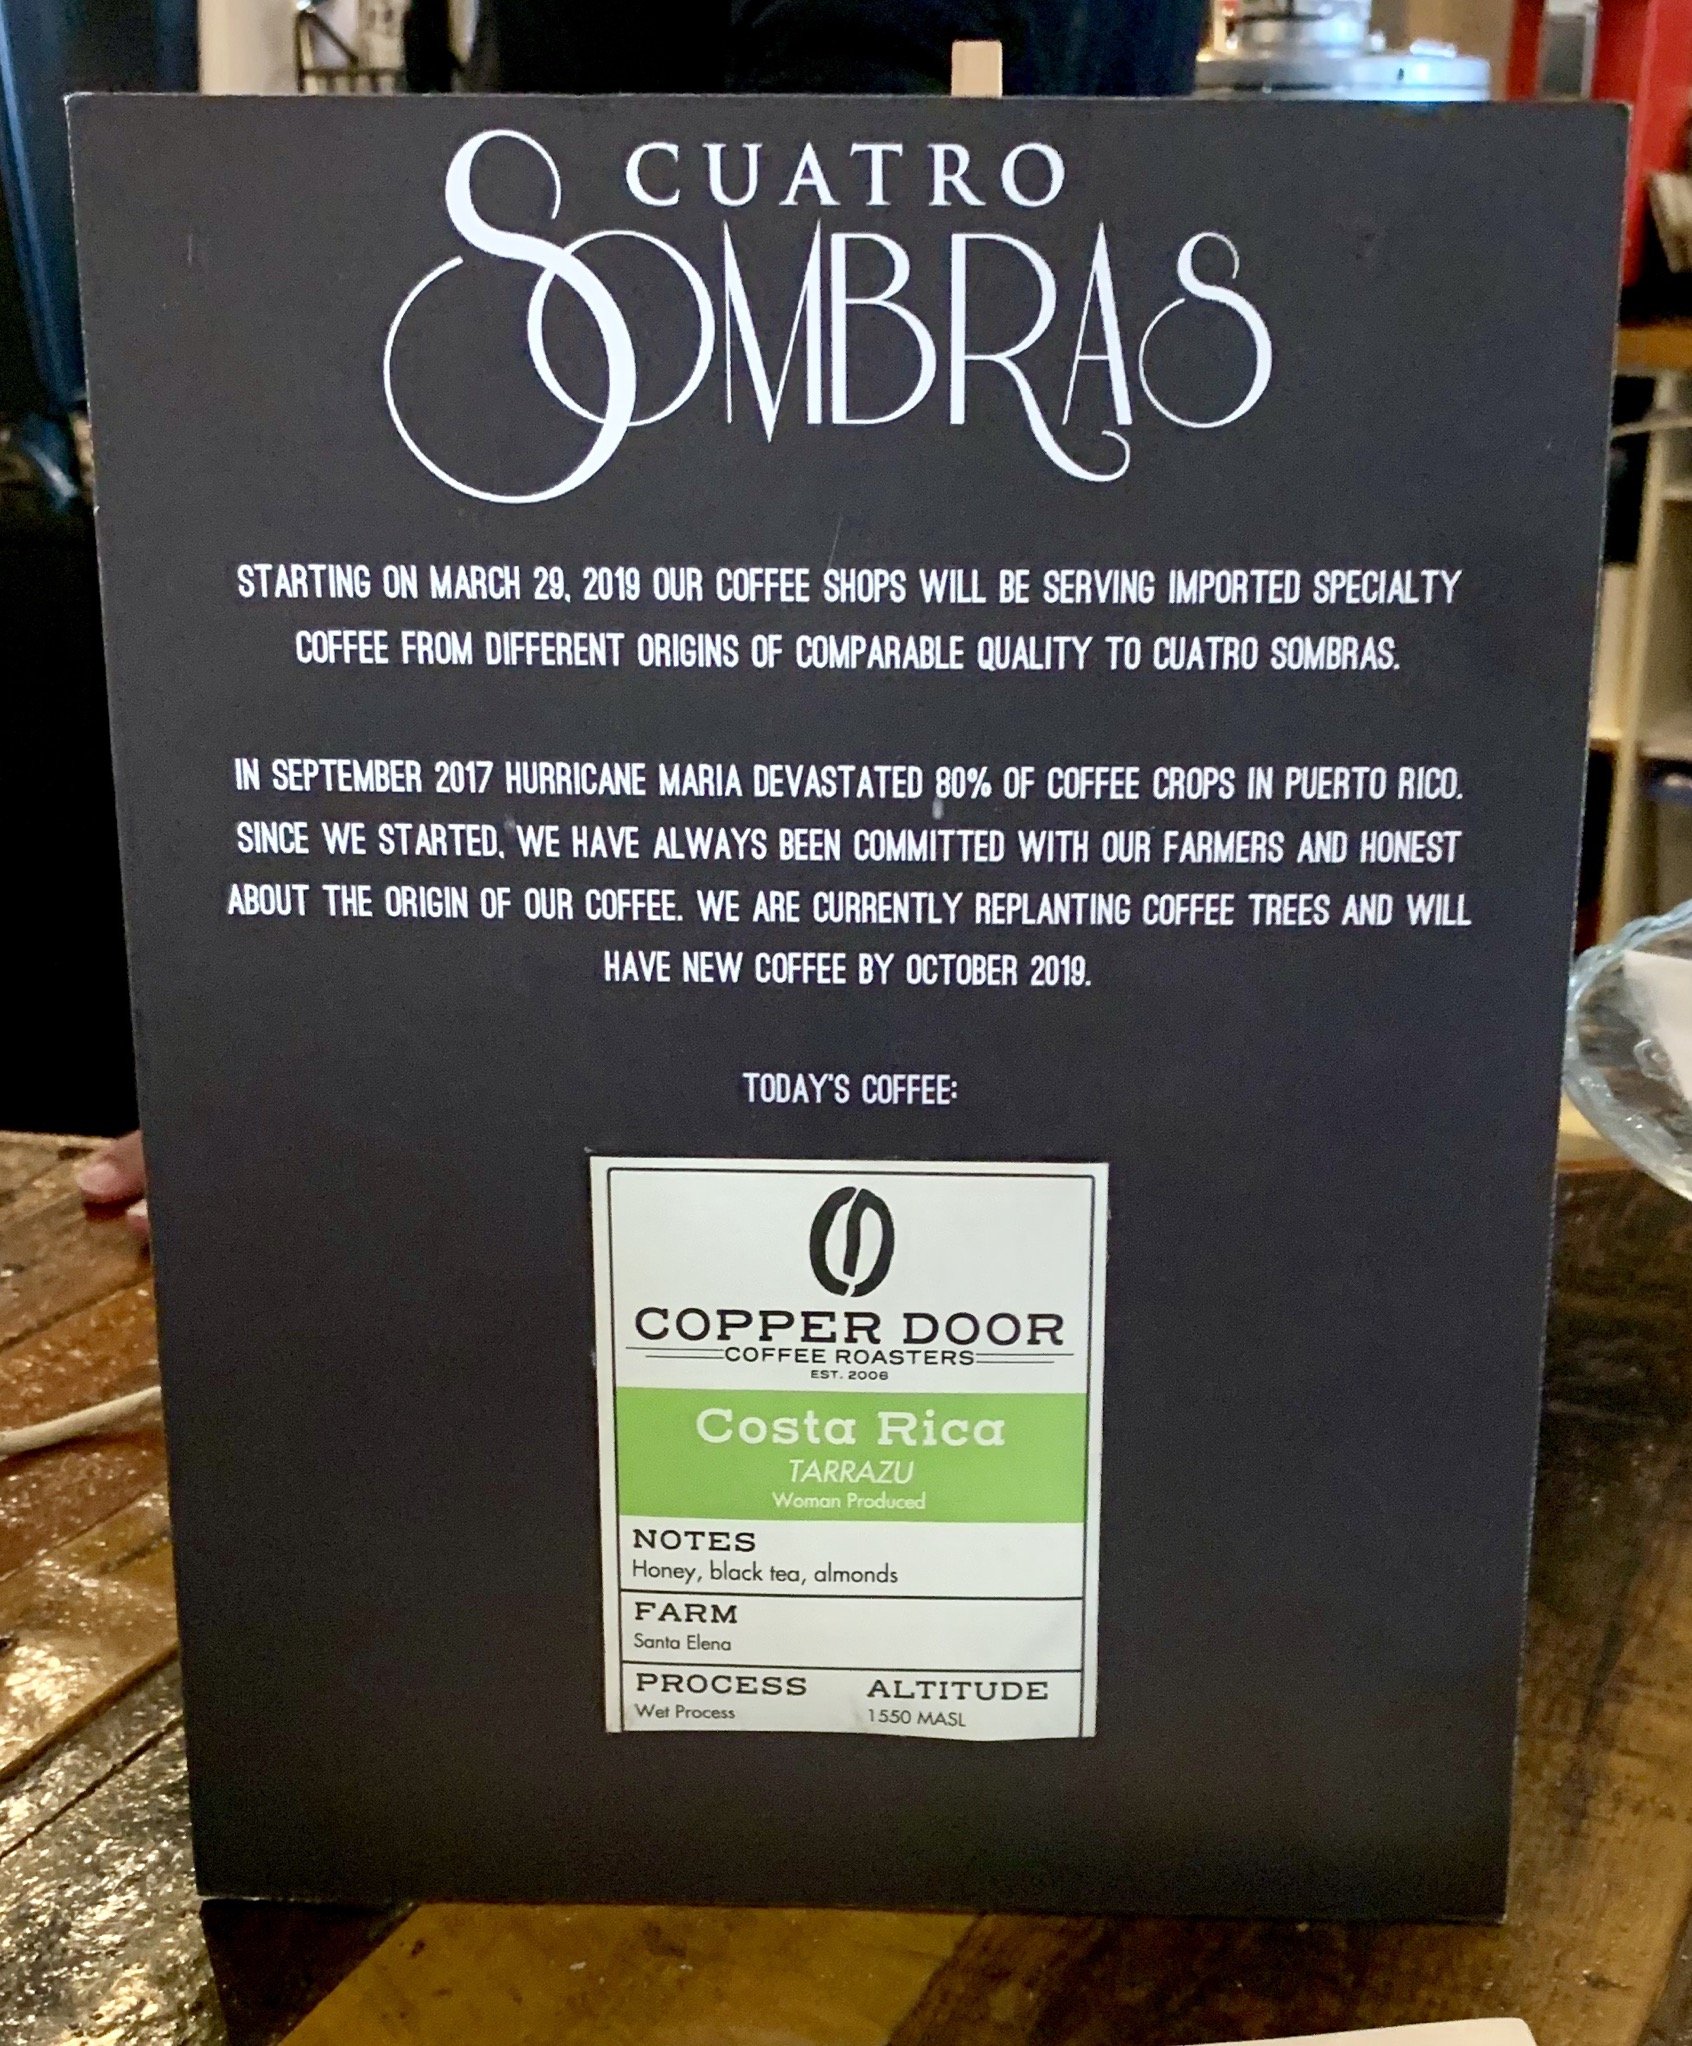 CUATRO
SOMBRAS
STARTING ON MARCH 29, 2019 OUR COFFEE SHOPS WILL BE SERVING IMPORTED SPECIALTY
COFFEE FROM DIFFERENT ORIGINS OF COMPARABLE QUALITY TO CUATRO SOMBRAS.
IN SEPTEMBER 2017 HURRICANE MARIA DEVASTATED 80% OF COFFEE CROPS IN PUERTO RICO.
SINCE WE STARTED, WE HAVE ALWAYS BEEN COMMITTED WITH OUR FARMERS AND HONEST
ABOUT THE ORIGIN OF OUR COFFEE. WE ARE CURRENTLY REPLANTING COFFEE TREES AND WILL
HAVE NEW COFFEE BY OCTOBER 2019.
TODAY'S COFFEE:
COPPER DOOR
COFFEE ROASTERS
EST. 2006
Costa Rica
TARRAZU
Woman Produced
NOTES
Honey, black tea, almonds
FARM
Santa Elena
PROCESS ALTITUDE
Wet Process 1550 MASL